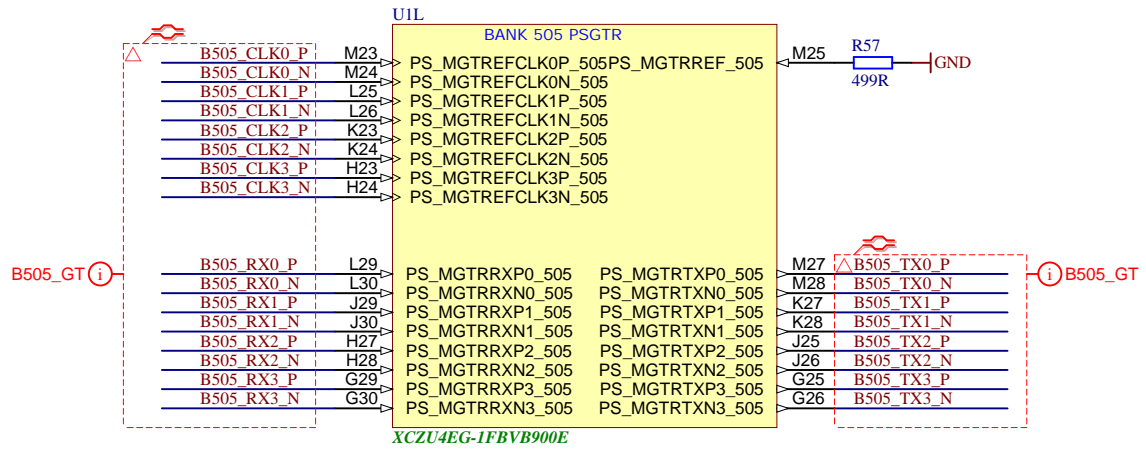 U1L
BANK 505 PSGTR
B505_CLK0_P M23 PS_MGTREFCLK0P_505 PS_MGTRREF_505 M25 R57 GND
B505_CLK0_N M24 PS_MGTREFCLK0N_505 499R
B505_CLK1_P L25 PS_MGTREFCLK1P_505
B505_CLK1_N L26 PS_MGTREFCLK1N_505
B505_CLK2_P K23 PS_MGTREFCLK2P_505
B505_CLK2_N K24 PS_MGTREFCLK2N_505
B505_CLK3_P H23 PS_MGTREFCLK3P_505
B505_CLK3_N H24 PS_MGTREFCLK3N_505
B505_GT i
B505_RX0_P L29 PS_MGTRRXP0_505 PS_MGTRTXP0_505 M27 B505_TX0_P
i B505_GT
B505_RX0_N L30 PS_MGTRRXN0_505 PS_MGTRTXN0_505 M28 B505_TX0_N
B505_RX1_P J29 PS_MGTRRXP1_505 PS_MGTRTXP1_505 K27 B505_TX1_P
B505_RX1_N J30 PS_MGTRRXN1_505 PS_MGTRTXN1_505 K28 B505_TX1_N
B505_RX2_P H27 PS_MGTRRXP2_505 PS_MGTRTXP2_505 J25 B505_TX2_P
B505_RX2_N H28 PS_MGTRRXN2_505 PS_MGTRTXN2_505 J26 B505_TX2_N
B505_RX3_P G29 PS_MGTRRXP3_505 PS_MGTRTXP3_505 G25 B505_TX3_P
B505_RX3_N G30 PS_MGTRRXN3_505 PS_MGTRTXN3_505 G26 B505_TX3_N
XCZU4EG-1FBVB900E